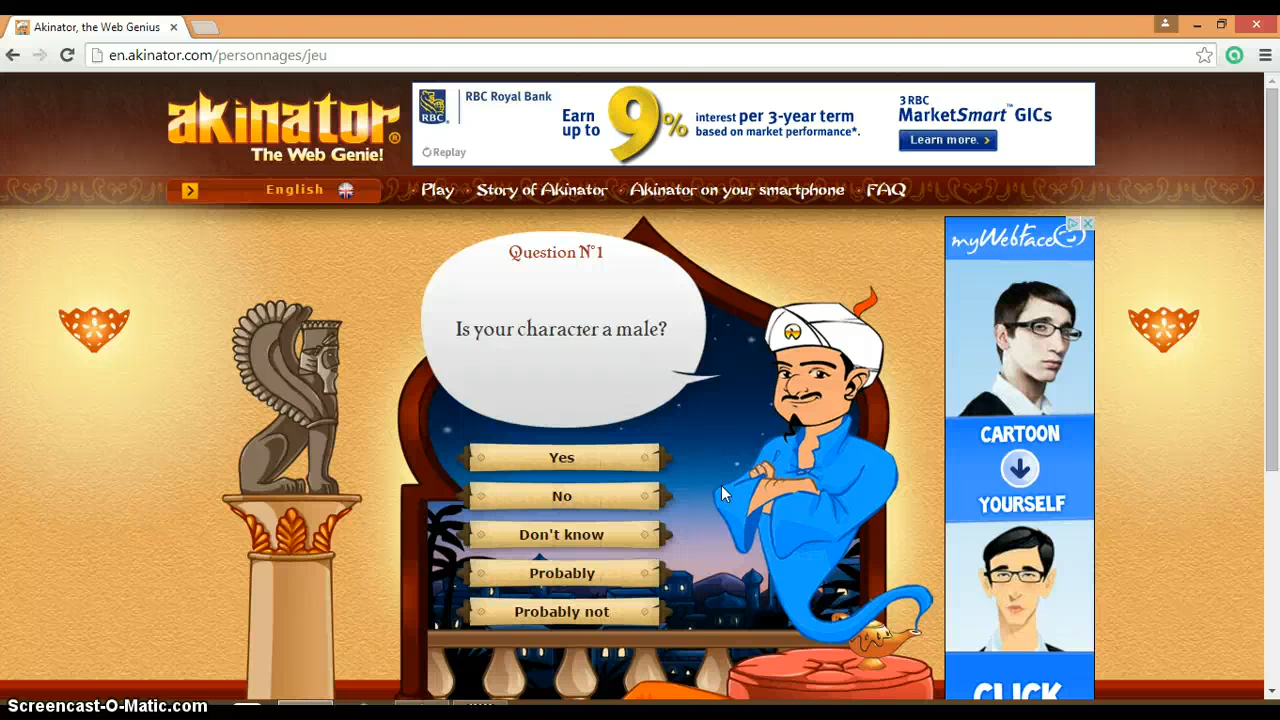 Akinator, the Web Genius
en.akinator.com/personnages/jeu
akinator®
The Web Genie!
RBC
RBC Royal Bank
Replay
Earn
up to
9%
interest per 3-year term
based on market performance*.
3 RBC
MarketSmart™ GICs
Learn more. >
English
· Play · Story of Akinator · Akinator on your smartphone · FAQ
Question N°1
Is your character a male?
Yes
No
Don't know
Probably
Probably not
myWebFace
CARTOON
YOURSELF
CLICK
Screencast-O-Matic.com